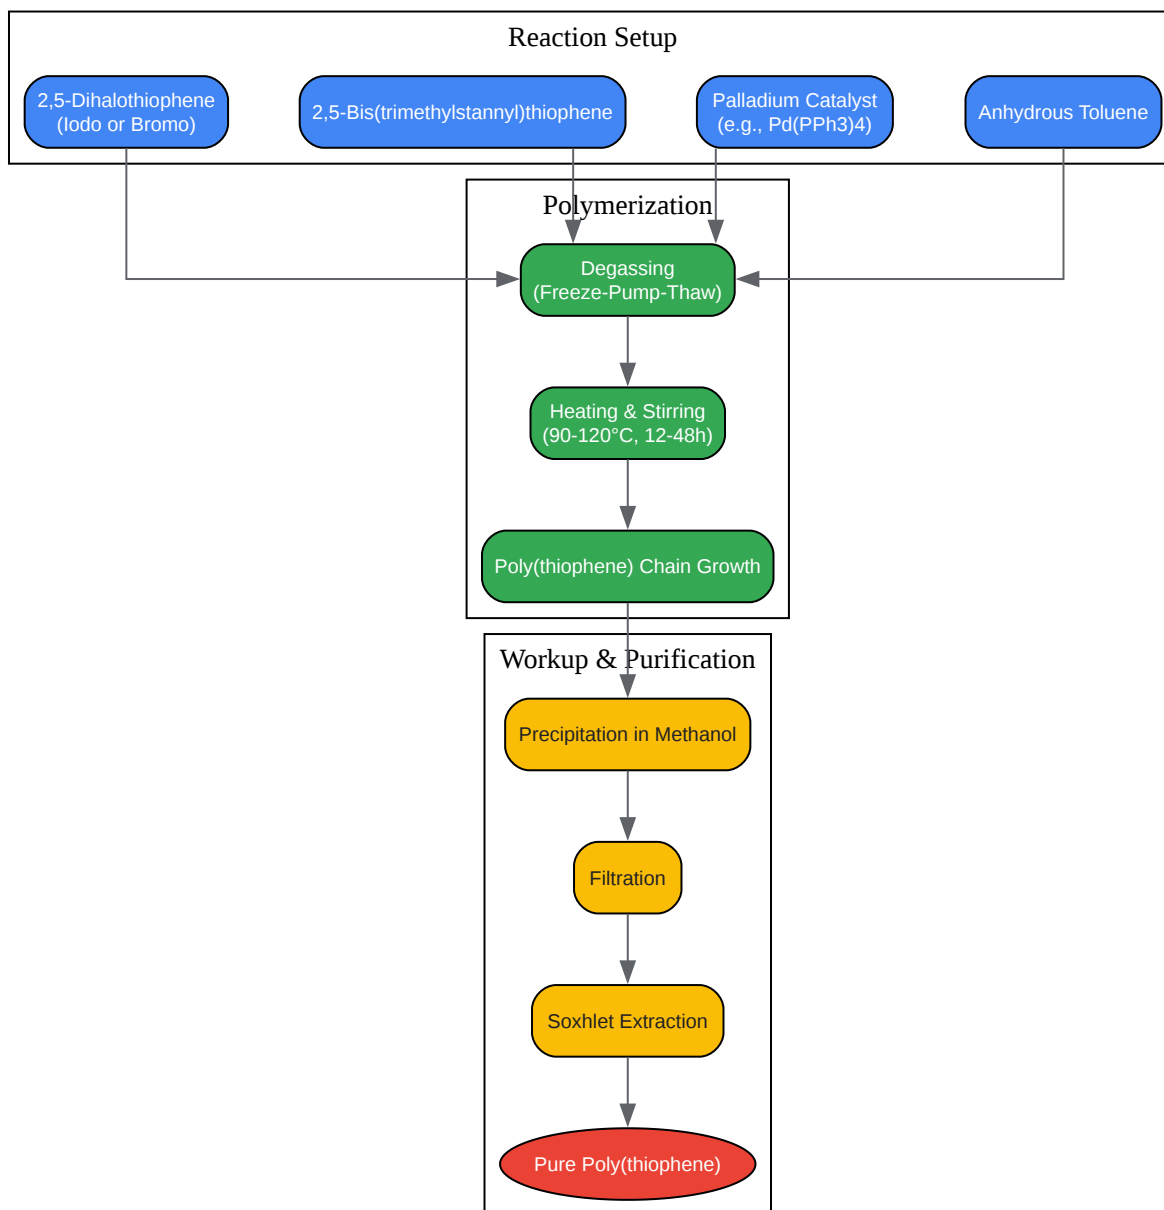 Reaction Setup
2,5-Dihalothiophene
(Iodo or Bromo)
2,5-Bis(trimethylstannyl)thiophene
Palladium Catalyst
(e.g., Pd(PPh3)4)
Anhydrous Toluene
Polymerization
Degassing
(Freeze-Pump-Thaw)
Heating & Stirring
(90-120°C, 12-48h)
Poly(thiophene) Chain Growth
Workup & Purification
Precipitation in Methanol
Filtration
Soxhlet Extraction
Pure Poly(thiophene)